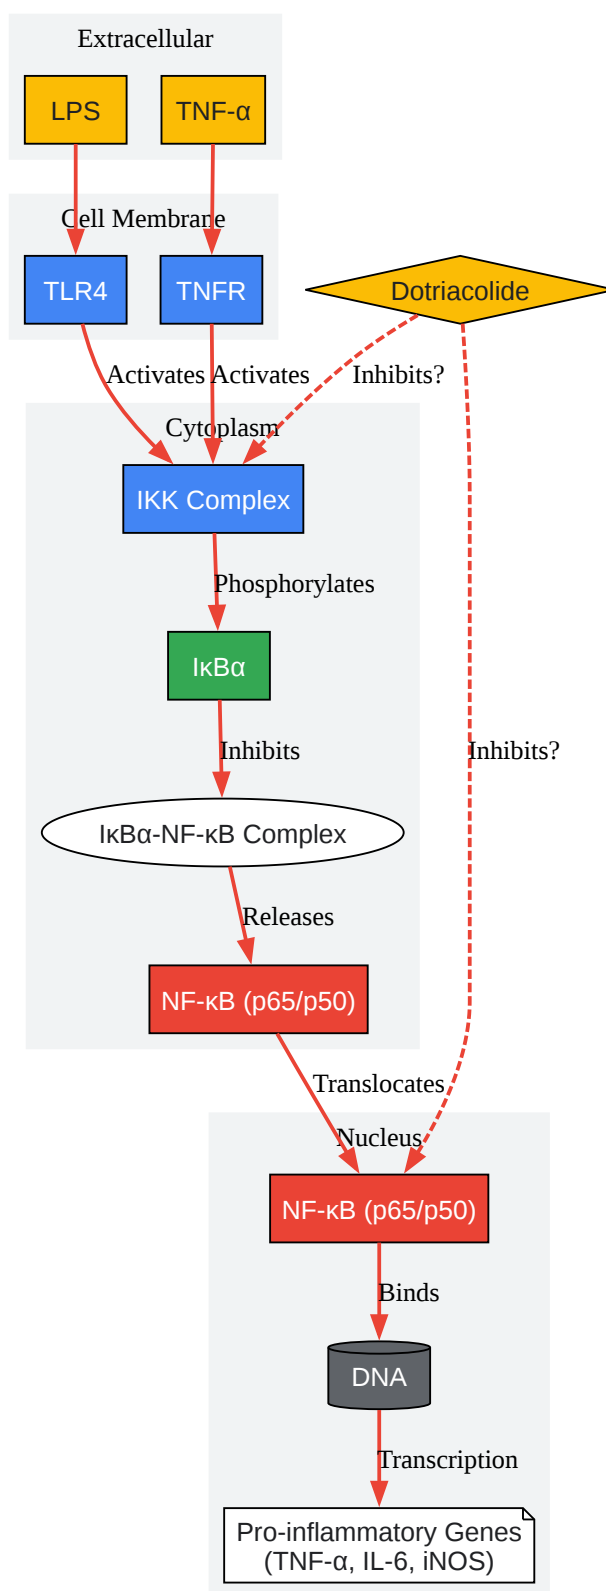 Extracellular
LPS
TNF-α
Cell Membrane
TLR4
TNFR
Dotriacolide
Activates
Activates
Inhibits?
Cytoplasm
IKK Complex
Phosphorylates
IκBα
Inhibits
Inhibits?
IκBα-NF-κB Complex
Releases
NF-κB (p65/p50)
Translocates
Nucleus
NF-κB (p65/p50)
Binds
DNA
Transcription
Pro-inflammatory Genes
(TNF-α, IL-6, iNOS)